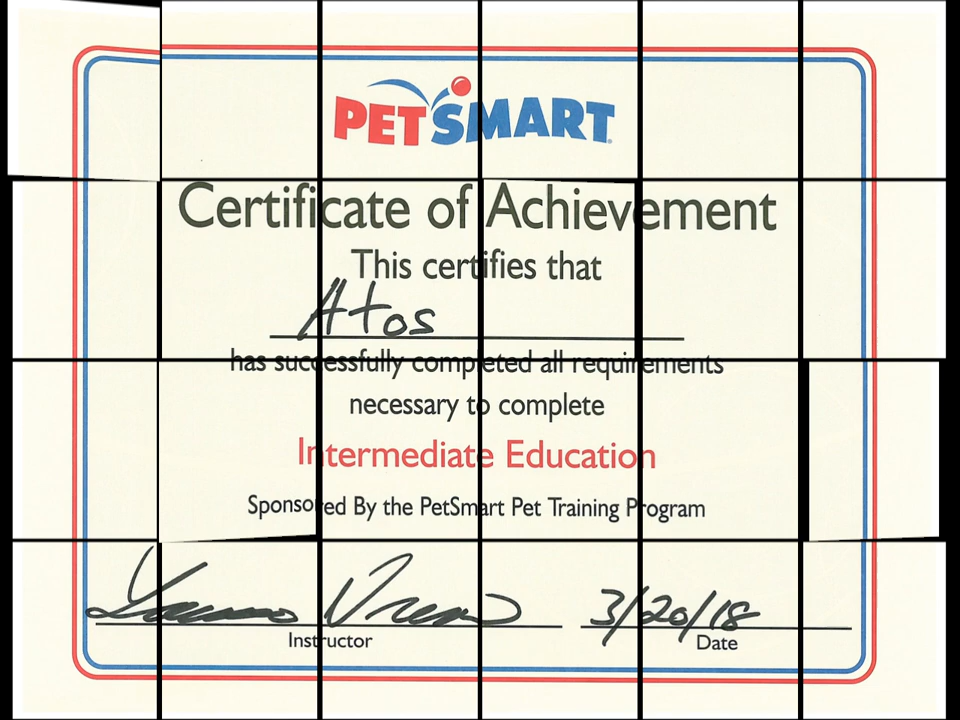 PETSMART
Certificate of Achievement
This certifies that
Atos
has successfully completed all requirements
necessary to complete
Intermediate Education
Sponsored By the PetSmart Pet Training Program
3/20/18
Instructor
Date